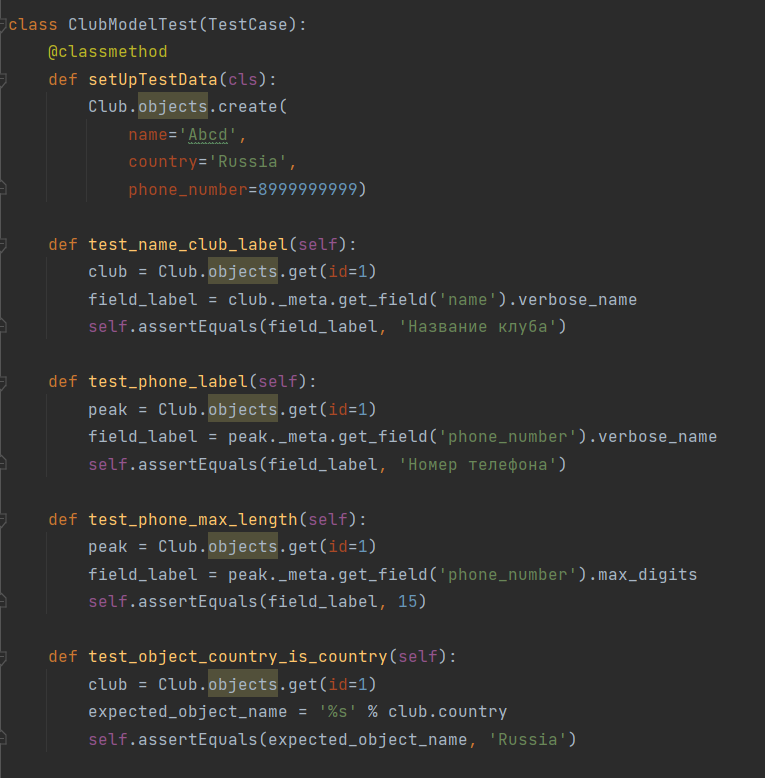 class ClubModelTest(TestCase):
    @classmethod
    def setUpTestData(cls):
        Club.objects.create(
            name='Abcd',
            country='Russia',
            phone_number=8999999999)
    def test_name_club_label(self):
        club = Club.objects.get(id=1)
        field_label = club._meta.get_field('name').verbose_name
        self.assertEquals(field_label, 'Название клуба')
    def test_phone_label(self):
        peak = Club.objects.get(id=1)
        field_label = peak._meta.get_field('phone_number').verbose_name
        self.assertEquals(field_label, 'Номер телефона')
    def test_phone_max_length(self):
        peak = Club.objects.get(id=1)
        field_label = peak._meta.get_field('phone_number').max_digits
        self.assertEquals(field_label, 15)
    def test_object_country_is_country(self):
        club = Club.objects.get(id=1)
        expected_object_name = '%s' % club.country
        self.assertEquals(expected_object_name, 'Russia')